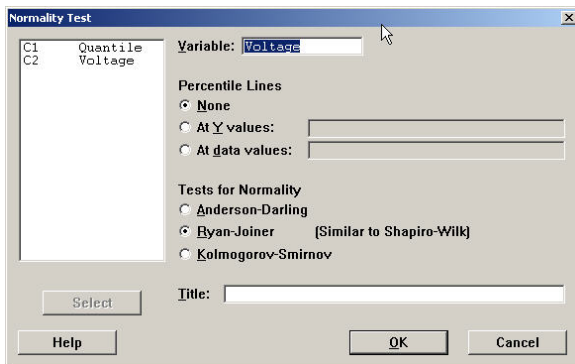 Normality Test
C1 Quantile
C2 Voltage
Variable: Voltage
Percentile Lines
None
At Y values:
At data values:
Tests for Normality
Anderson-Darling
Ryan-Joiner (Similar to Shapiro-Wilk)
Kolmogorov-Smirnov
Select
Title:
Help
OK
Cancel